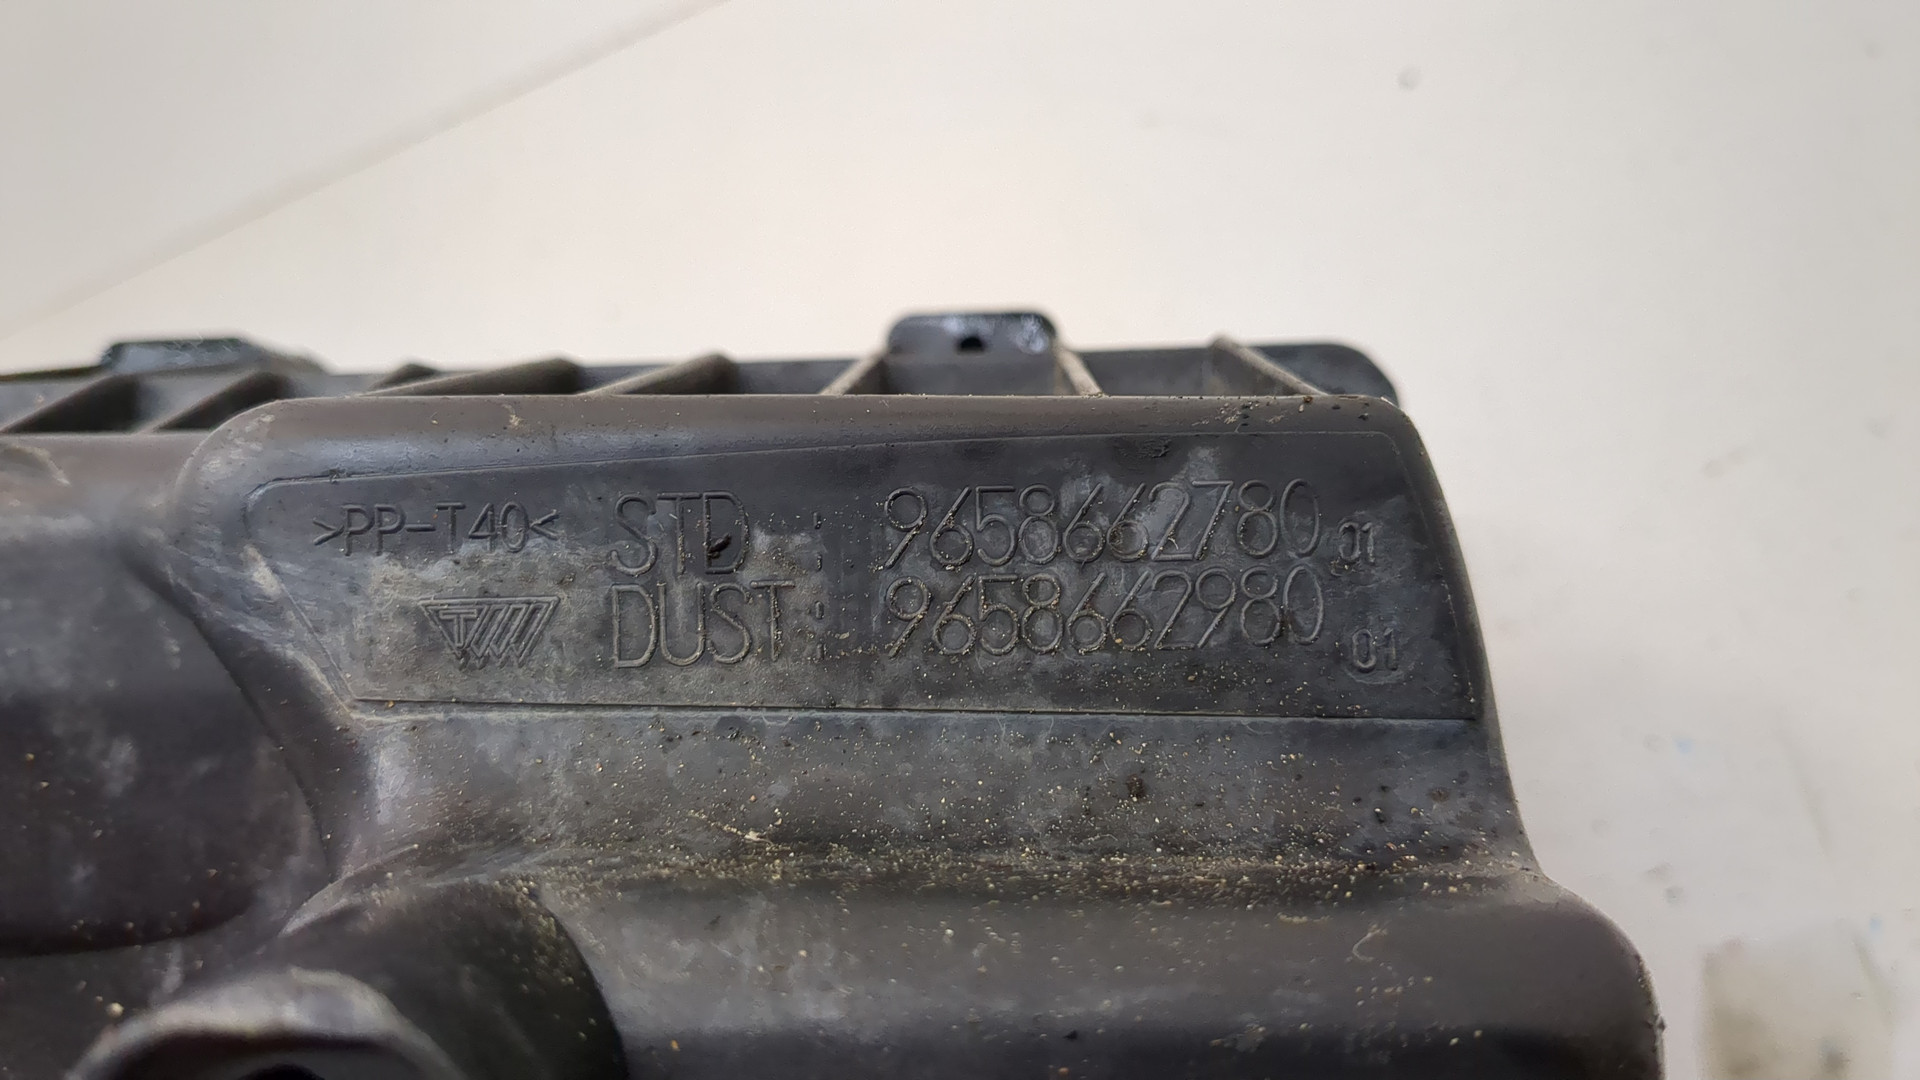 >PP-T40< STD : 9658662780 01
T//// DUST : 9658662980 01